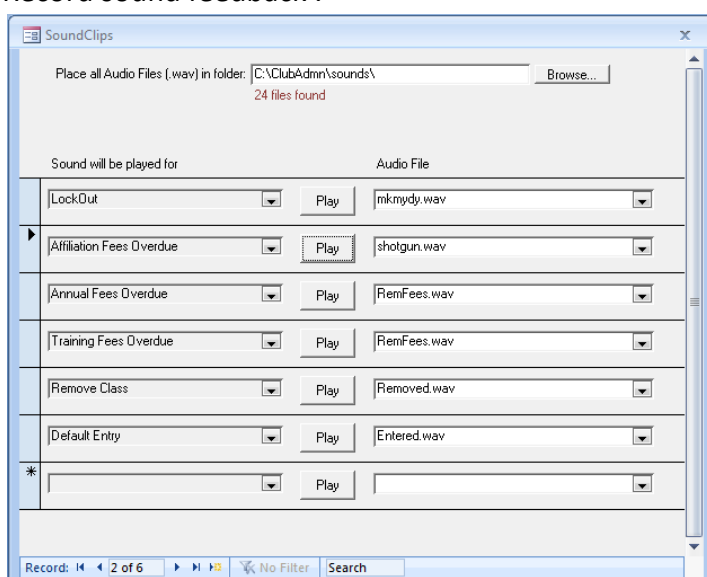 SoundClips
Place all Audio Files (.wav) in folder: C:\ClubAdmn\sounds\ Browse...
24 files found
Sound will be played for Audio File
LockOut Play mkmydy.wav
Affiliation Fees Overdue Play shotgun.wav
Annual Fees Overdue Play RemFees.wav
Training Fees Overdue Play RemFees.wav
Remove Class Play Removed.wav
Default Entry Play Entered.wav
Play
Record: 2 of 6 No Filter Search